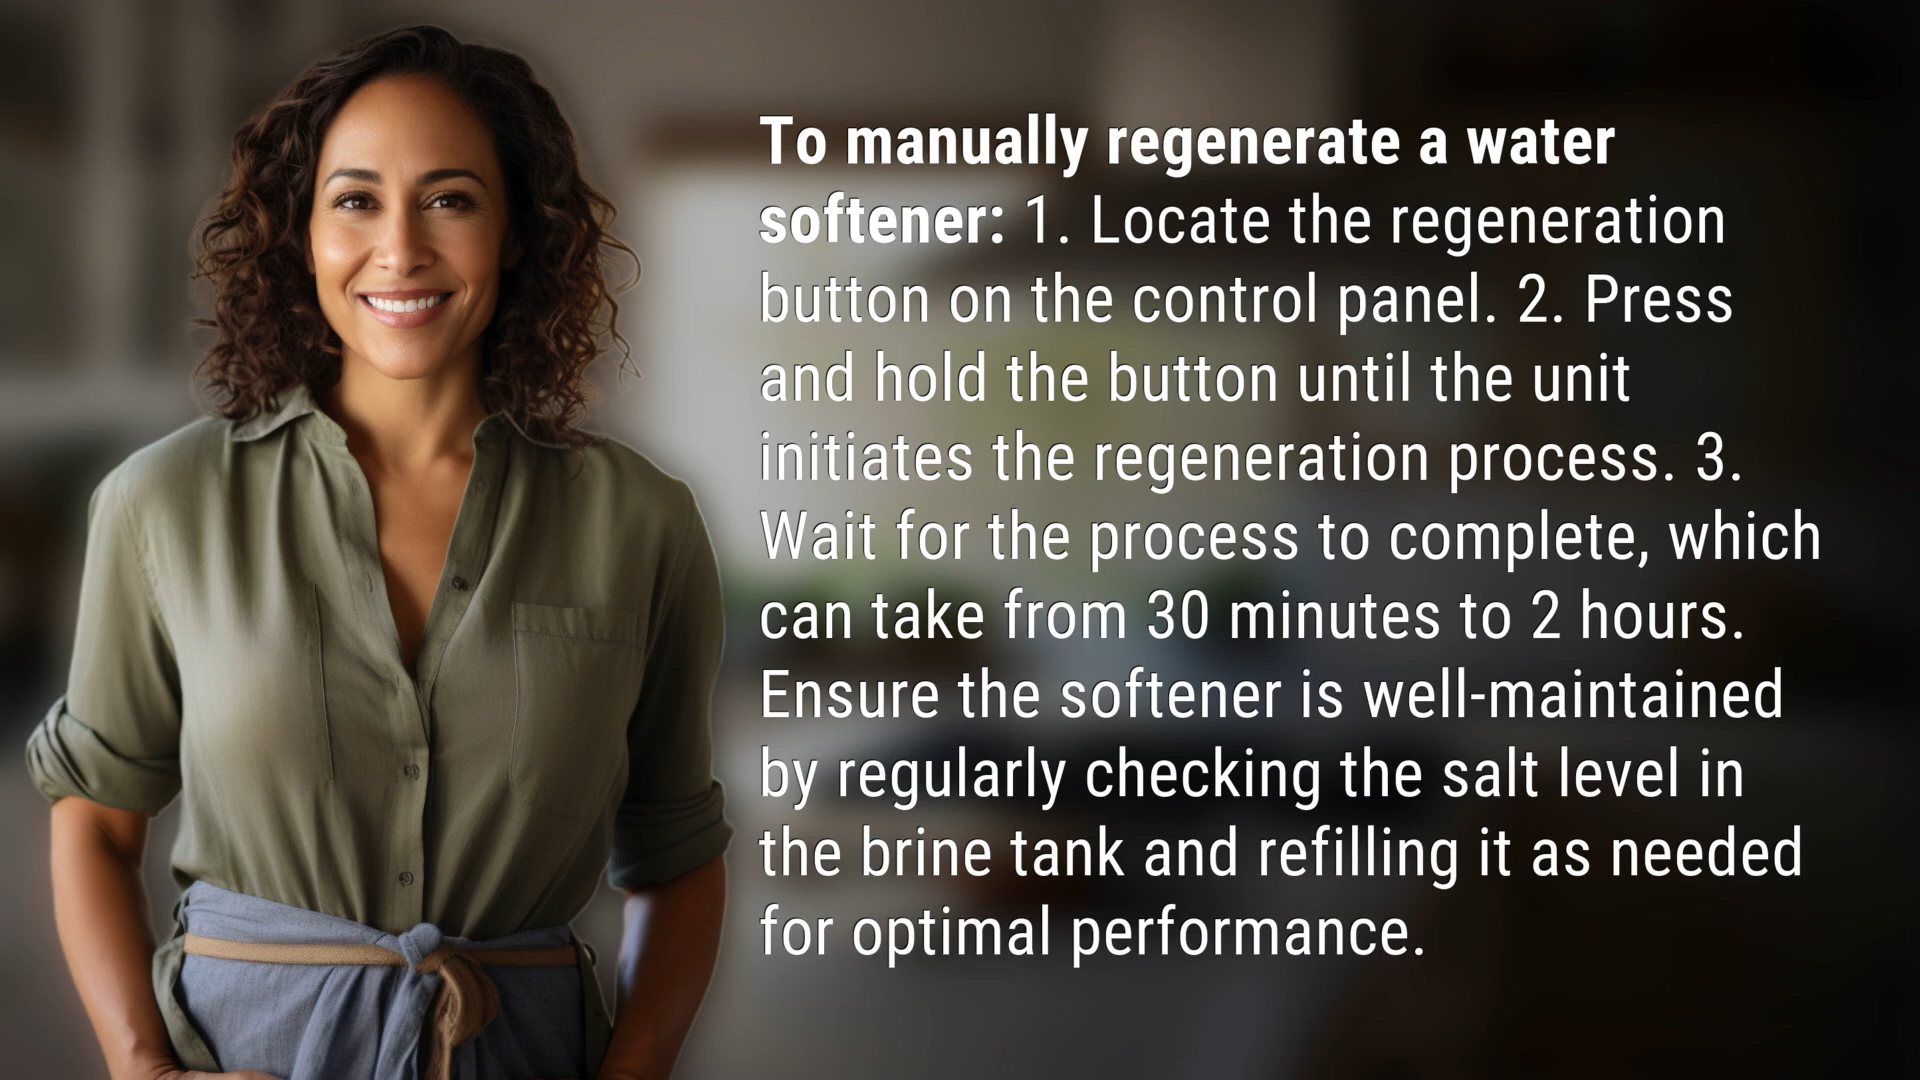 To manually regenerate a water
softener: 1. Locate the regeneration
button on the control panel. 2. Press
and hold the button until the unit
initiates the regeneration process. 3.
Wait for the process to complete, which
can take from 30 minutes to 2 hours.
Ensure the softener is well-maintained
by regularly checking the salt level in
the brine tank and refilling it as needed
for optimal performance.